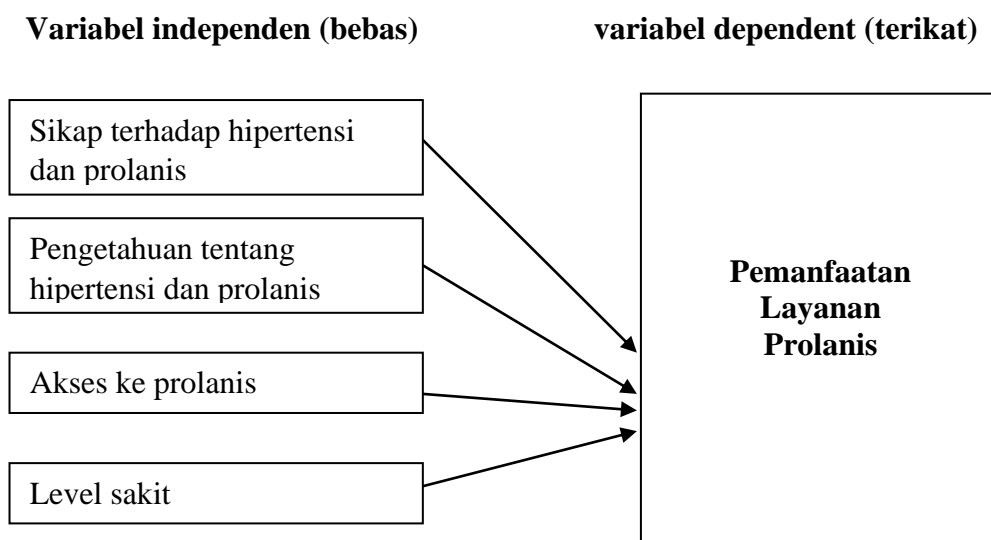 Variabel independen (bebas)
variabel dependent (terikat)
Sikap terhadap hipertensi
dan prolanis
Pengetahuan tentang
hipertensi dan prolanis
Akses ke prolanis
Level sakit
Pemanfaatan
Layanan
Prolanis